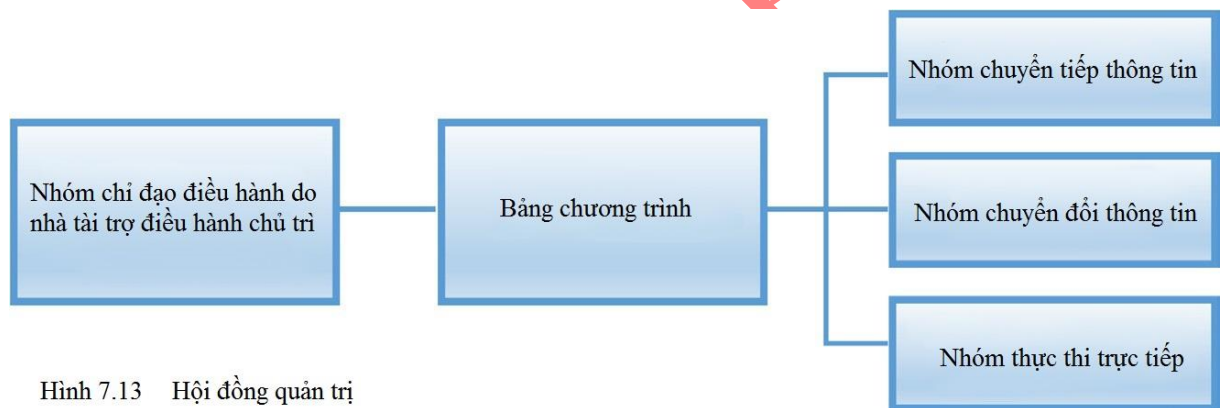 Nhóm chỉ đạo điều hành do
nhà tài trợ điều hành chủ trì
Bảng chương trình
Nhóm chuyển tiếp thông tin
Nhóm chuyển đổi thông tin
Nhóm thực thi trực tiếp
Hình 7.13 Hội đồng quản trị